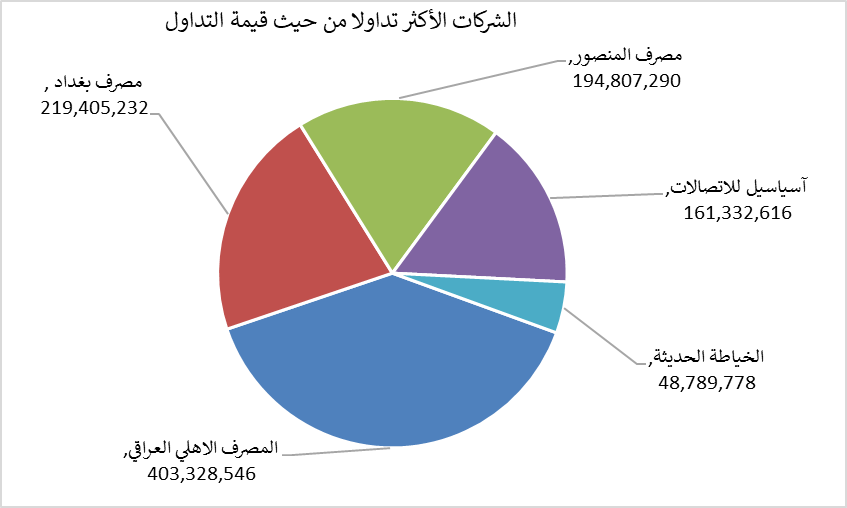 الشركات الأكثر تداولا من حيث قيمة التداول
مصرف المنصور,
194,807,290
مصرف بغداد ,
219,405,232
آسياسيل للاتصالات,
161,332,616
الخياطة الحديثة,
48,789,778
المصرف الاهلي العراقي,
403,328,546